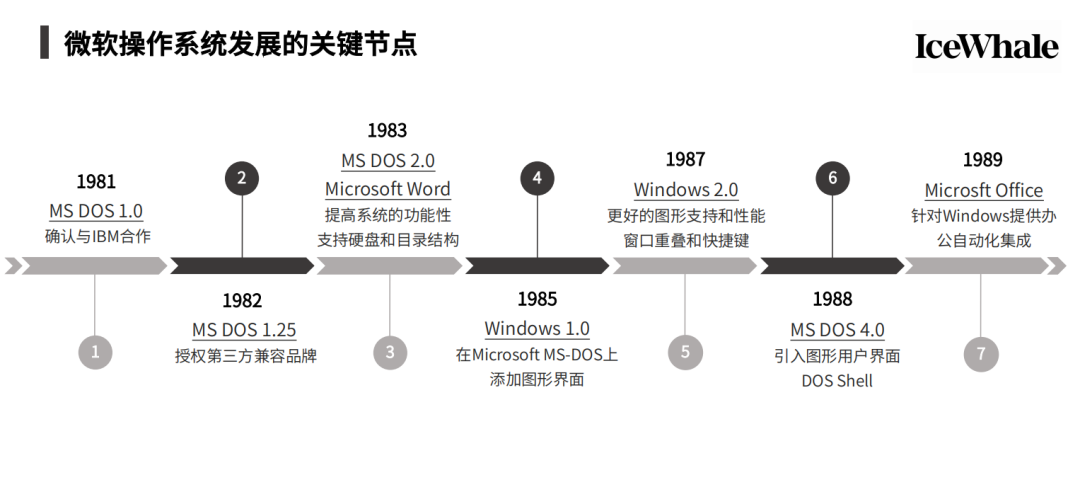 微软操作系统发展的关键节点
IceWhale
1981
MS DOS 1.0
确认与IBM合作
1
2
1982
MS DOS 1.25
授权第三方兼容品牌
1983
MS DOS 2.0
Microsoft Word
提高系统的功能性
支持硬盘和目录结构
3
4
1985
Windows 1.0
在Microsoft MS-DOS上
添加图形界面
1987
Windows 2.0
更好的图形支持和性能
窗口重叠和快捷键
5
6
1988
MS DOS 4.0
引入图形用户界面
DOS Shell
1989
Microsft Office
针对Windows提供办
公自动化集成
7